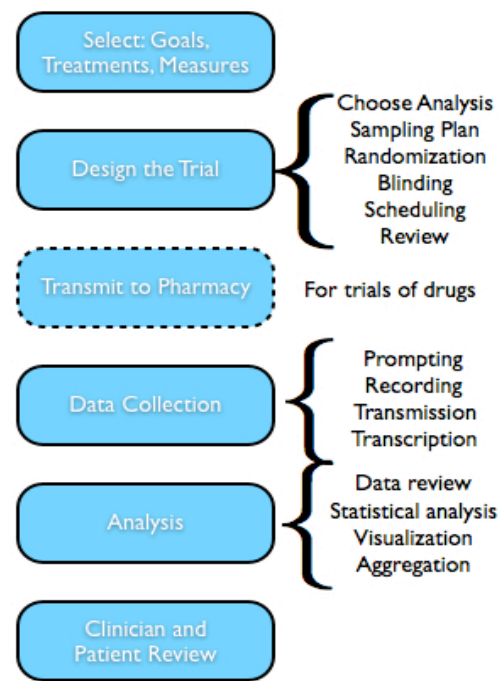 Select: Goals,
Treatments, Measures
Design the Trial
Choose Analysis
Sampling Plan
Randomization
Blinding
Scheduling
Review
Transmit to Pharmacy
For trials of drugs
Data Collection
Prompting
Recording
Transmission
Transcription
Analysis
Data review
Statistical analysis
Visualization
Aggregation
Clinician and
Patient Review